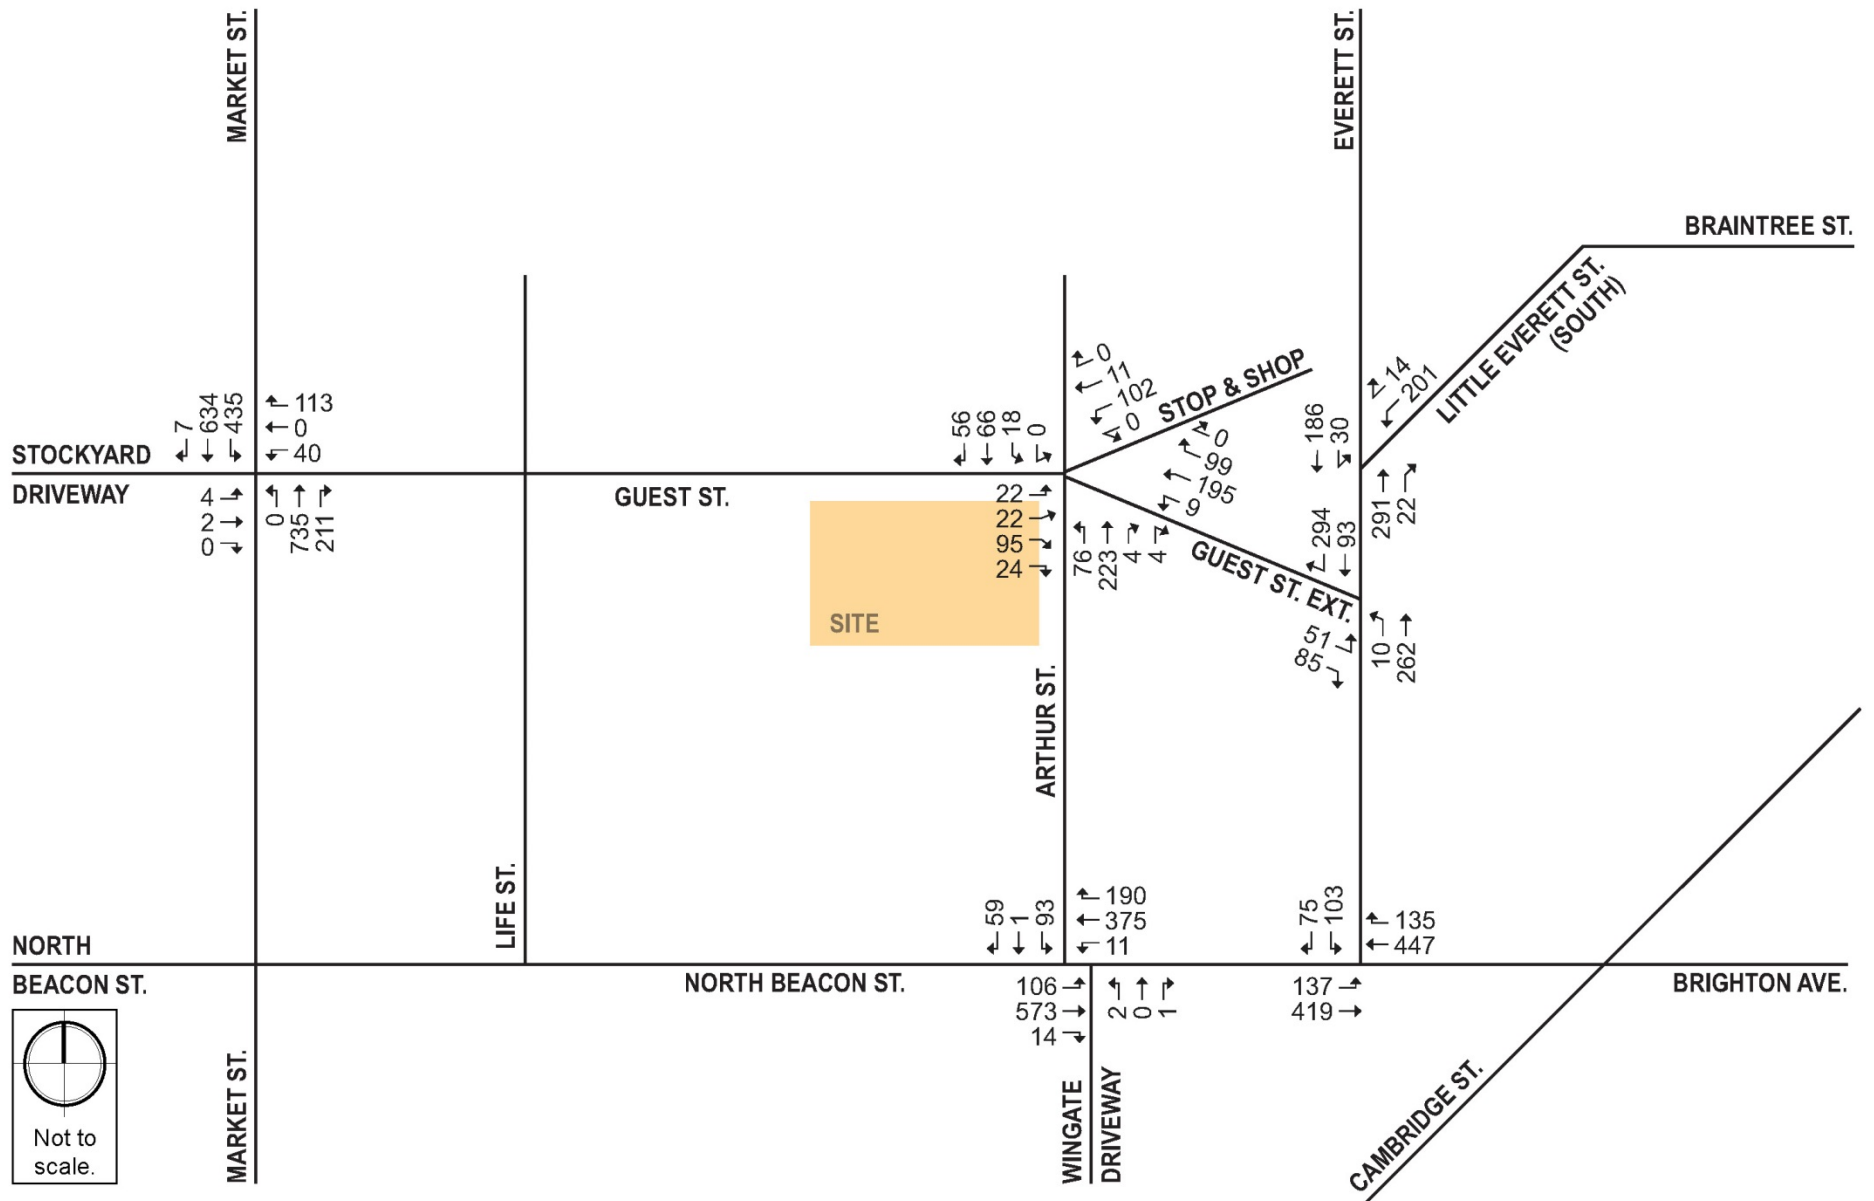 MARKET ST.
EVERETT ST.
BRAINTREE ST.
LITTLE EVERETT ST.
(SOUTH)
STOP & SHOP
0
11
102
0
14
201
7
634
435
113
0
40
56
66
18
0
0
99
195
9
186
30
STOCKYARD
DRIVEWAY
4
2
0
0
735
211
GUEST ST.
22
22
95
24
76
223
4
4
GUEST ST. EXT.
294
93
291
22
SITE
51
85
10
262
ARTHUR ST.
LIFE ST.
59
1
93
190
375
11
75
103
135
447
NORTH
BEACON ST.
NORTH BEACON ST.
106
573
14
2
0
1
137
419
BRIGHTON AVE.
MARKET ST.
WINGATE
DRIVEWAY
CAMBRIDGE ST.
Not to
scale.